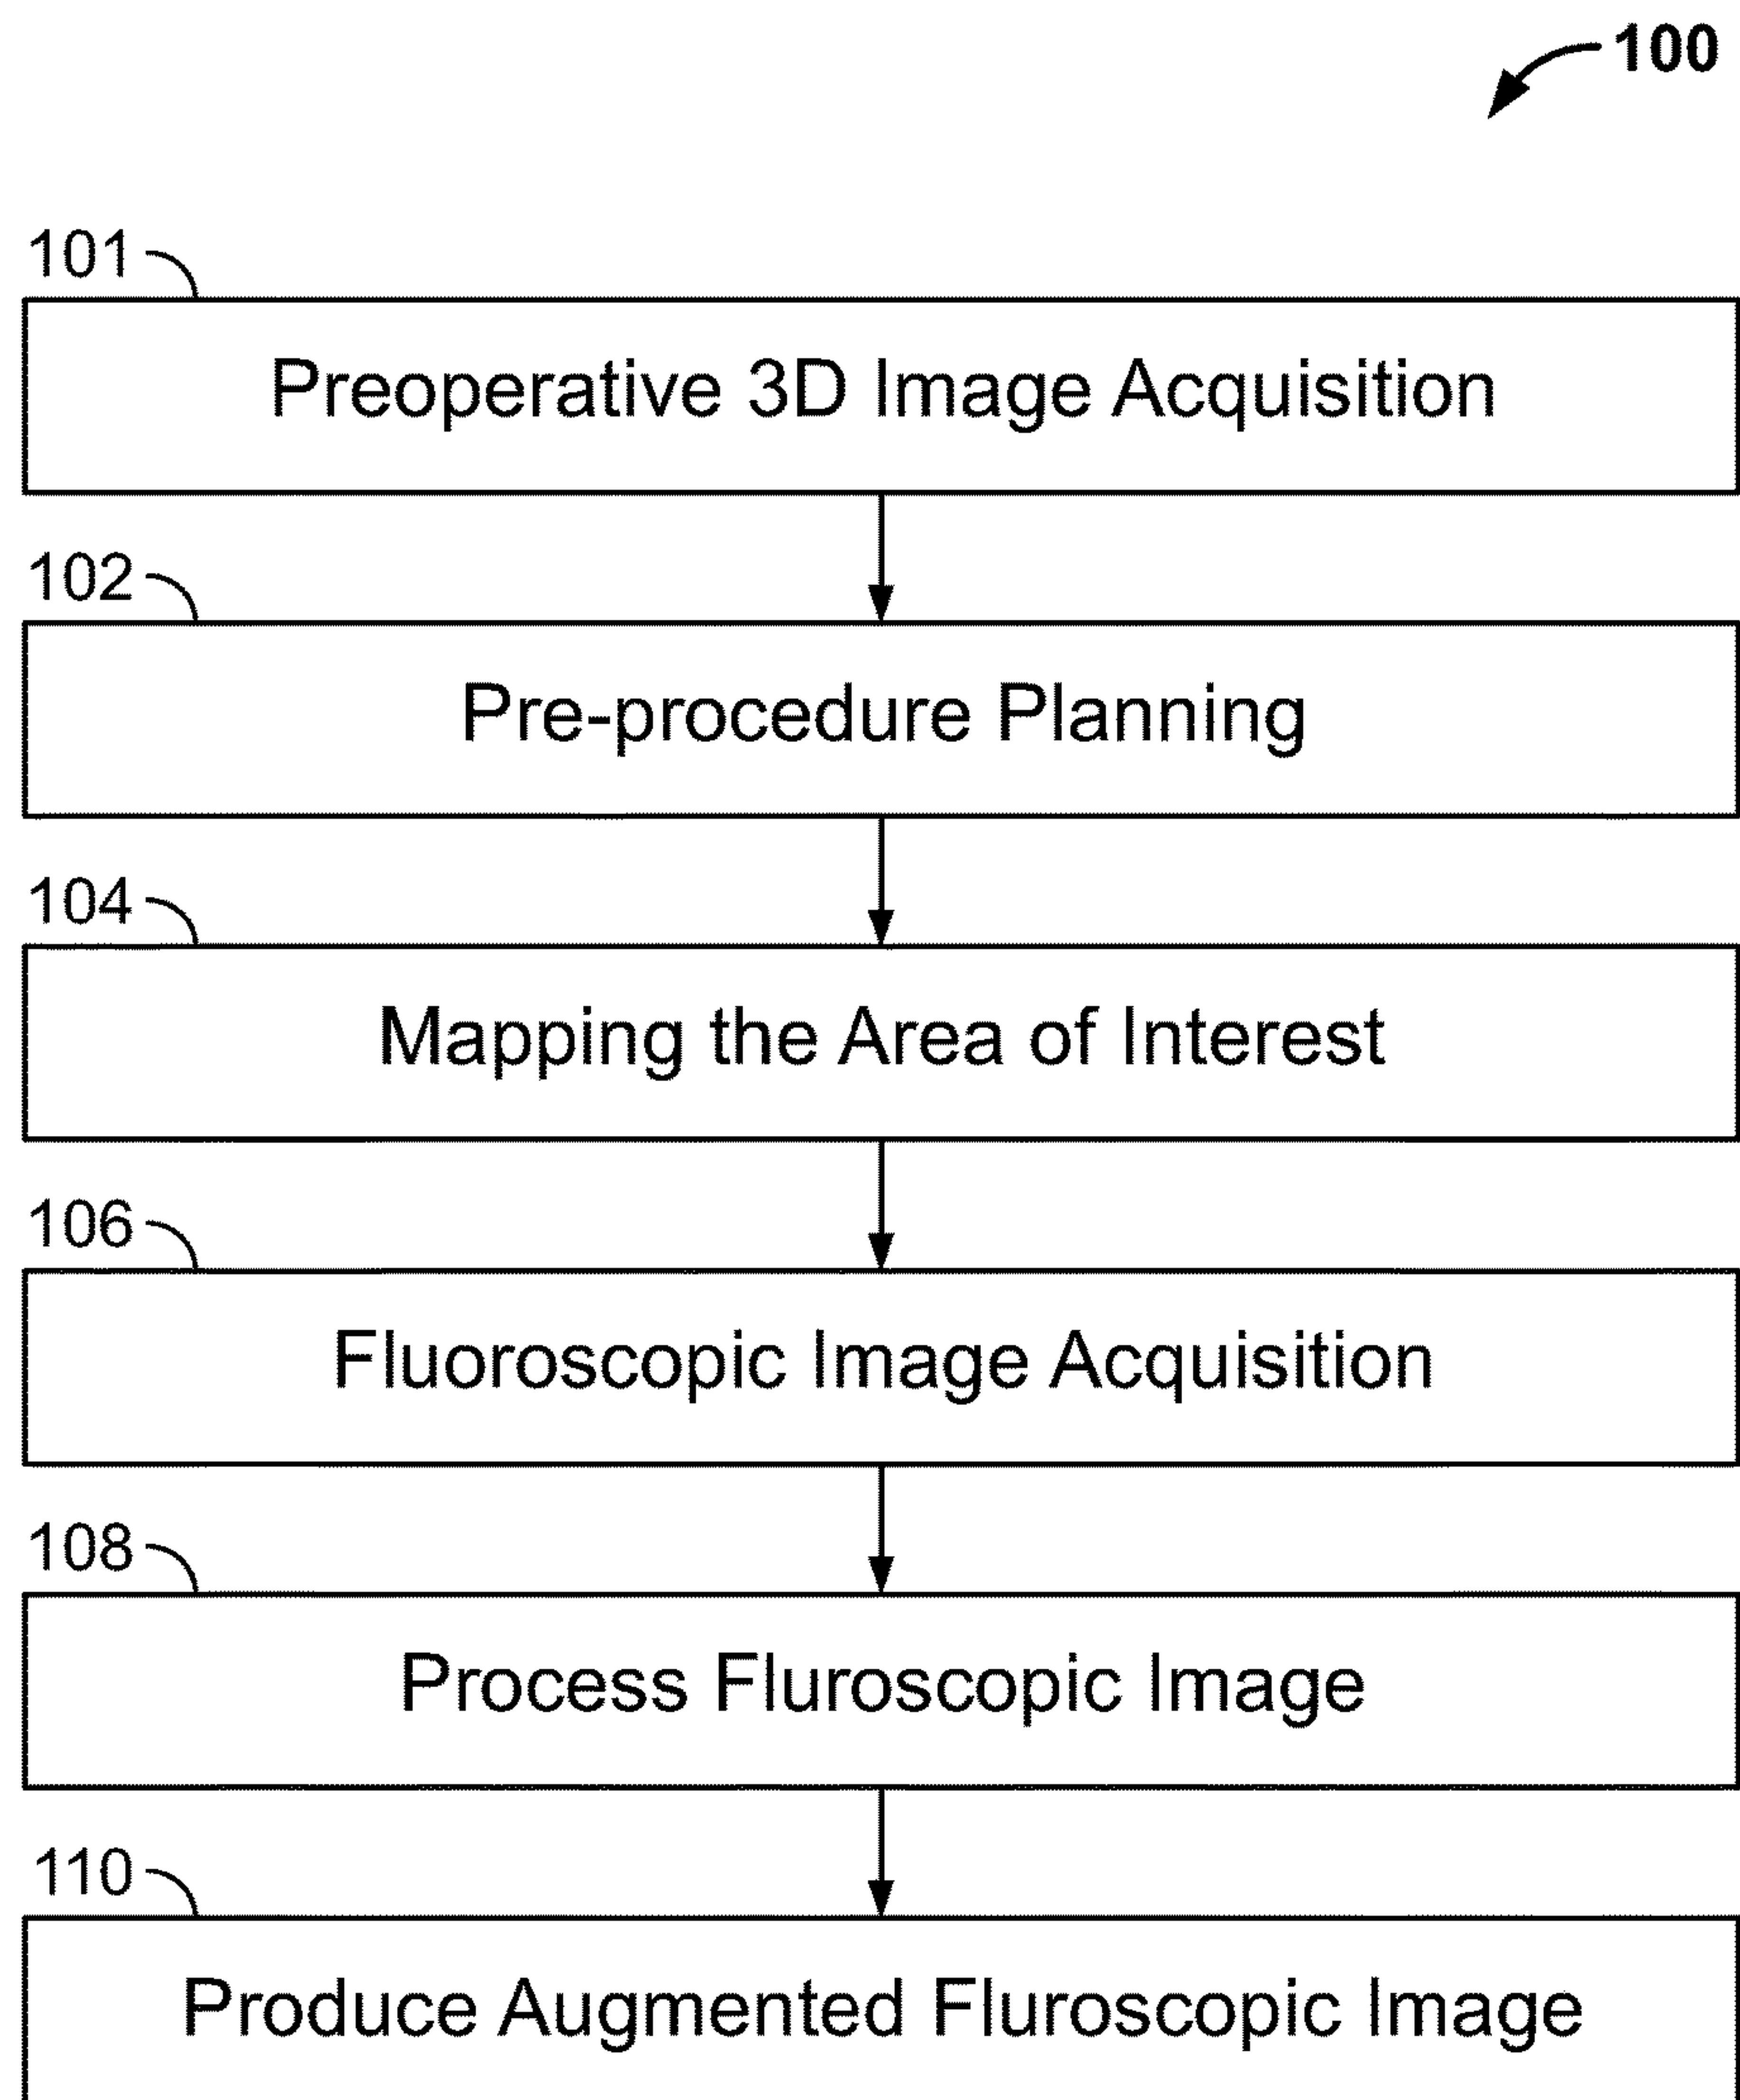 100
101
Preoperative 3D Image Acquisition
102
Pre-procedure Planning
104
Mapping the Area of Interest
106
Fluoroscopic Image Acquisition
108
Process Fluroscopic Image
110
Produce Augmented Fluroscopic Image